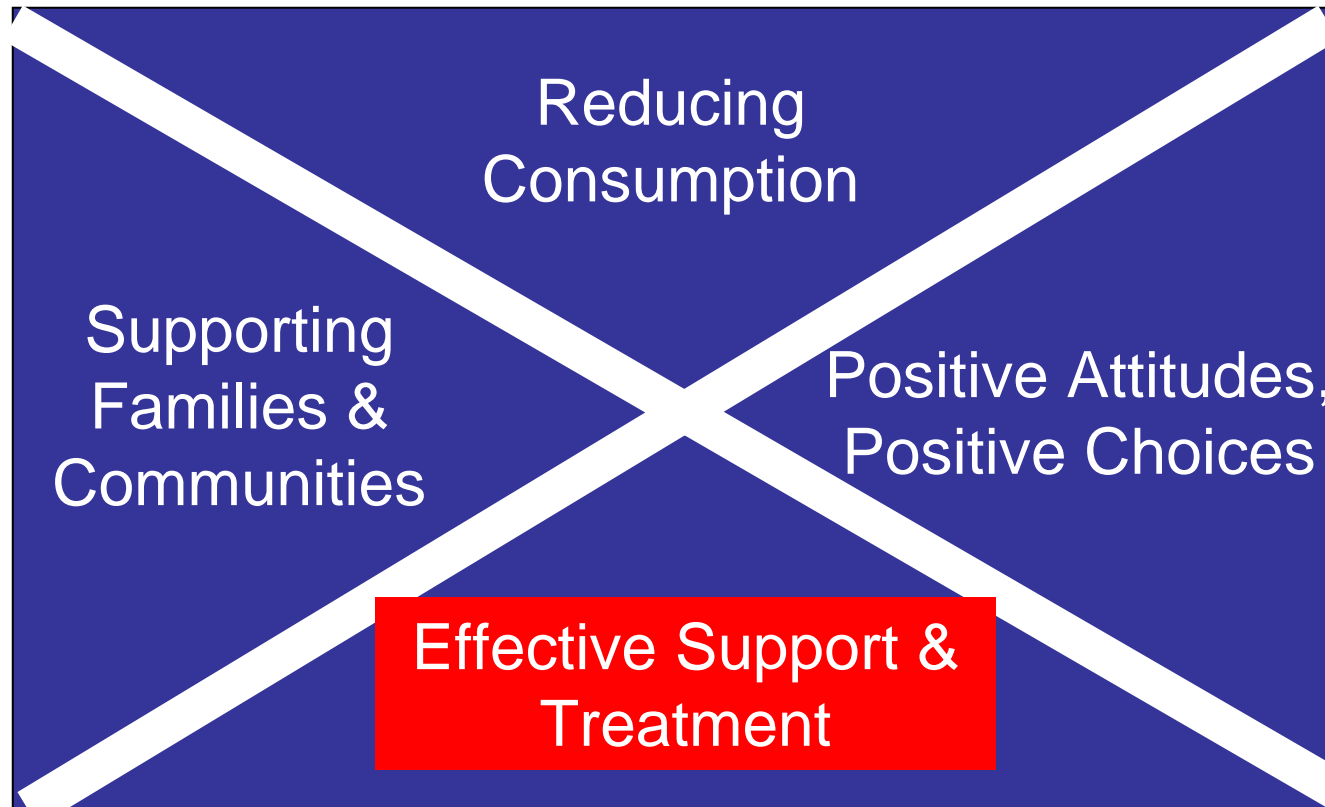 Reducing
Consumption
Supporting
Families &
Communities
Positive Attitudes,
Positive Choices
Effective Support &
Treatment